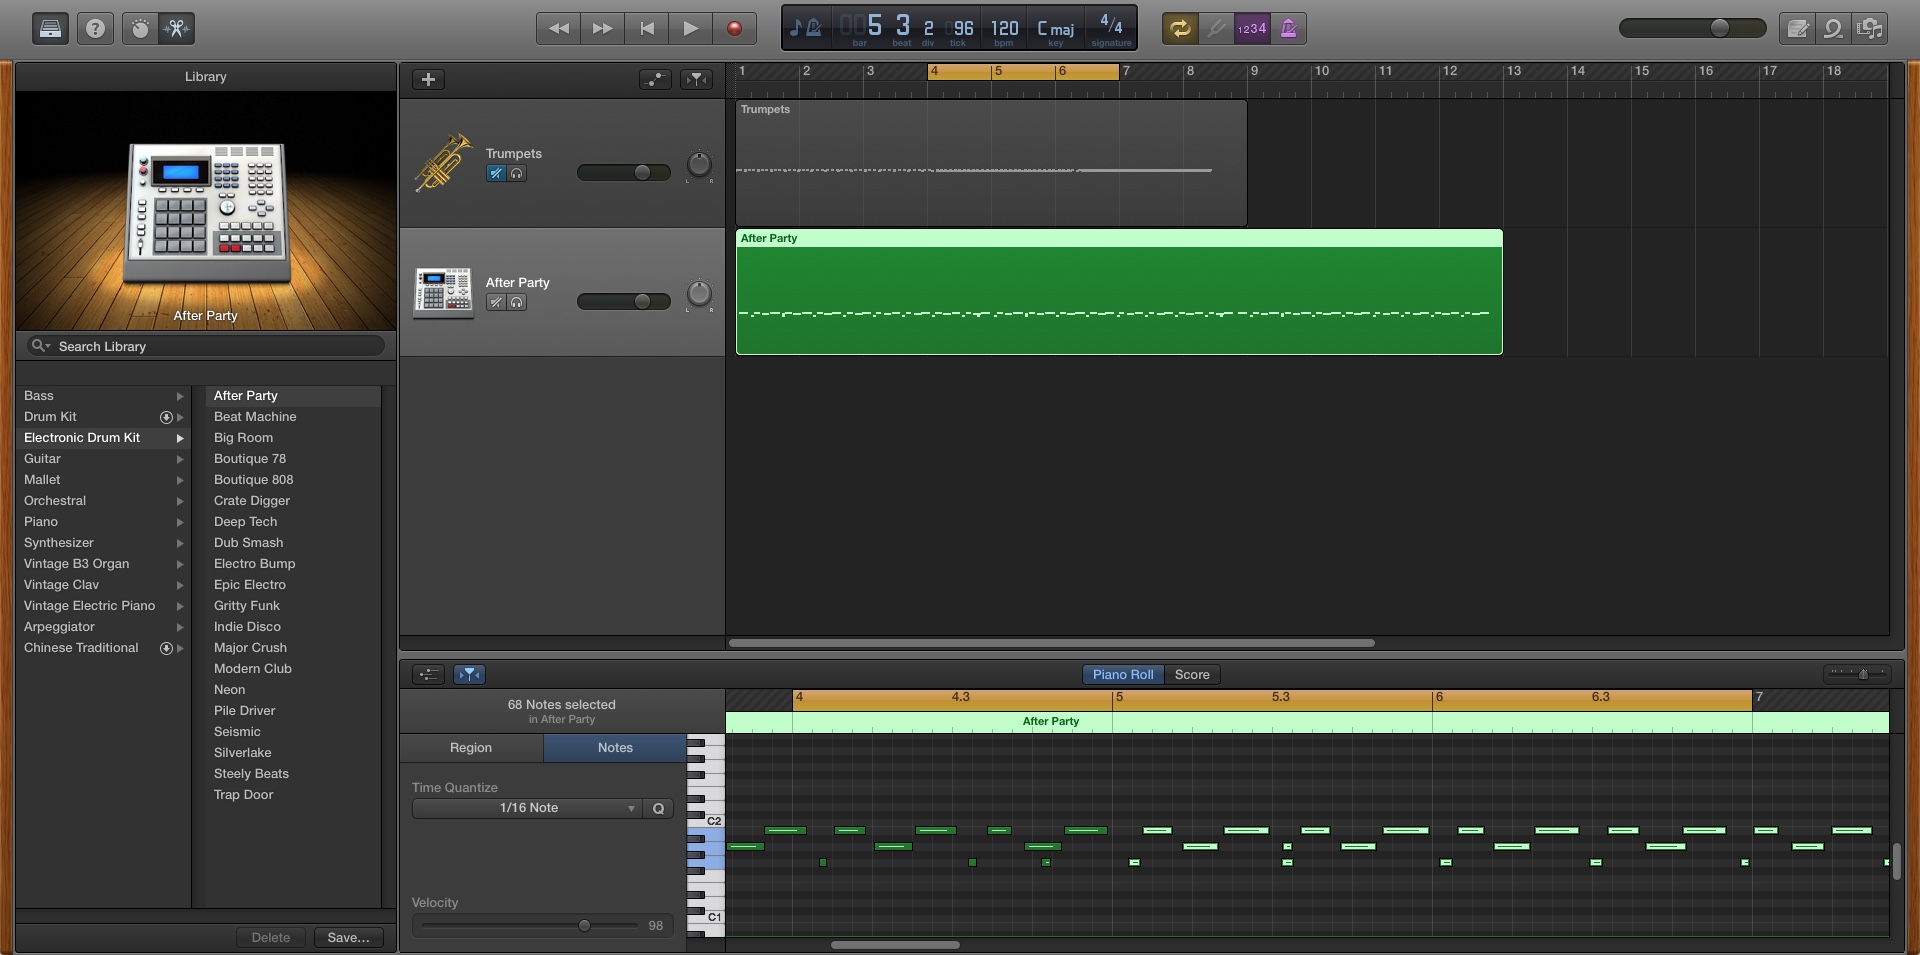 ?
5 3 2 096 120 C maj 4/4
bar beat div tick bpm key signature
1234
Library
1 2 3 4 5 6 7 8 9 10 11 12 13 14 15 16 17 18
Trumpets
Trumpets
L R
After Party
After Party
L R
After Party
Search Library
Bass
Drum Kit
Electronic Drum Kit
Guitar
Mallet
Orchestral
Piano
Synthesizer
Vintage B3 Organ
Vintage Clav
Vintage Electric Piano
Arpeggiator
Chinese Traditional
After Party
Beat Machine
Big Room
Boutique 78
Boutique 808
Crate Digger
Deep Tech
Dub Smash
Electro Bump
Epic Electro
Gritty Funk
Indie Disco
Major Crush
Modern Club
Neon
Pile Driver
Seismic
Silverlake
Steely Beats
Trap Door
Delete Save...
Piano Roll Score
68 Notes selected
in After Party
4 4.3 5 5.3 6 6.3 7
After Party
Region Notes
Time Quantize
1/16 Note Q
C2
Velocity
98
C1